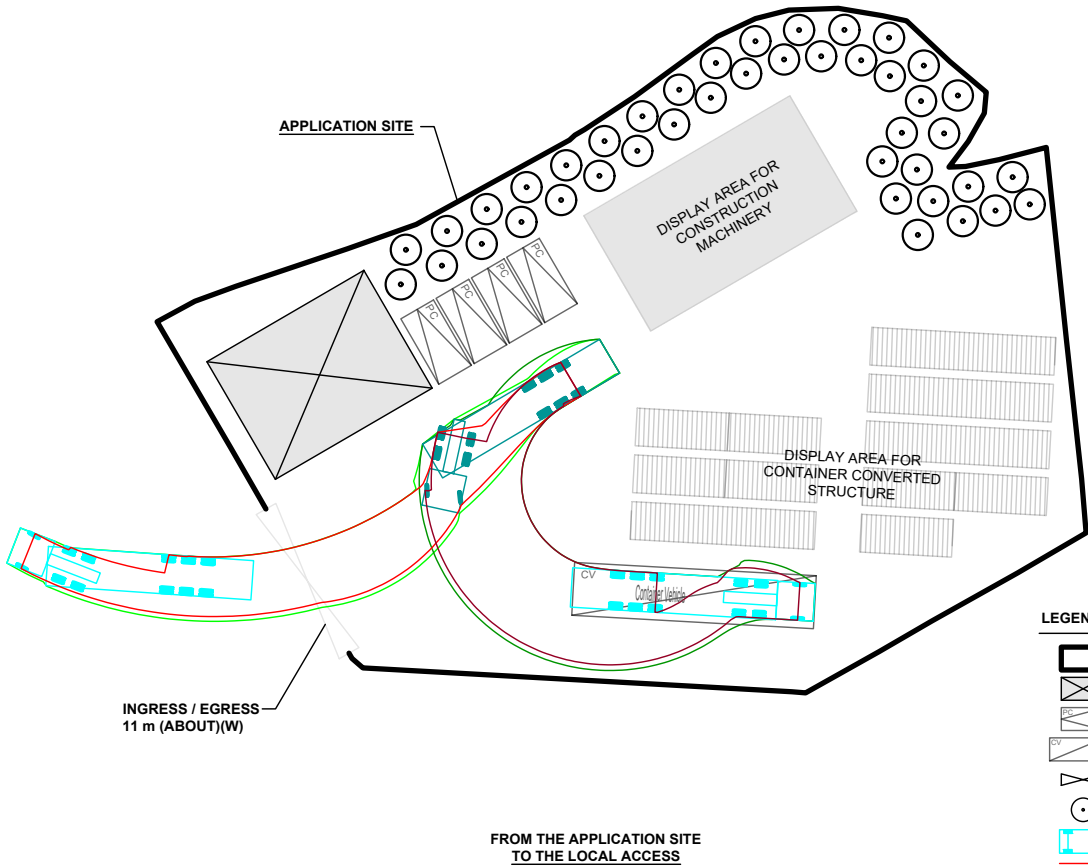 APPLICATION SITE
DISPLAY AREA FOR
CONSTRUCTION
MACHINERY
PC
PC
PC
PC
DISPLAY AREA FOR
CONTAINER CONVERTED
STRUCTURE
CV
Container Vehicle
INGRESS / EGRESS
11 m (ABOUT)(W)
LEGEN
PC
CV
FROM THE APPLICATION SITE
TO THE LOCAL ACCESS